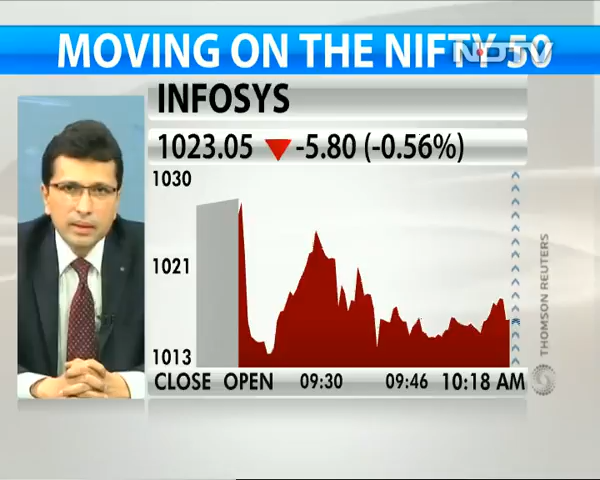 MOVING ON THE NIFTY 50
NDTV
INFOSYS
1023.05 -5.80 (-0.56%)
1030
1021
1013
CLOSE OPEN 09:30 09:46 10:18 AM
THOMSON REUTERS